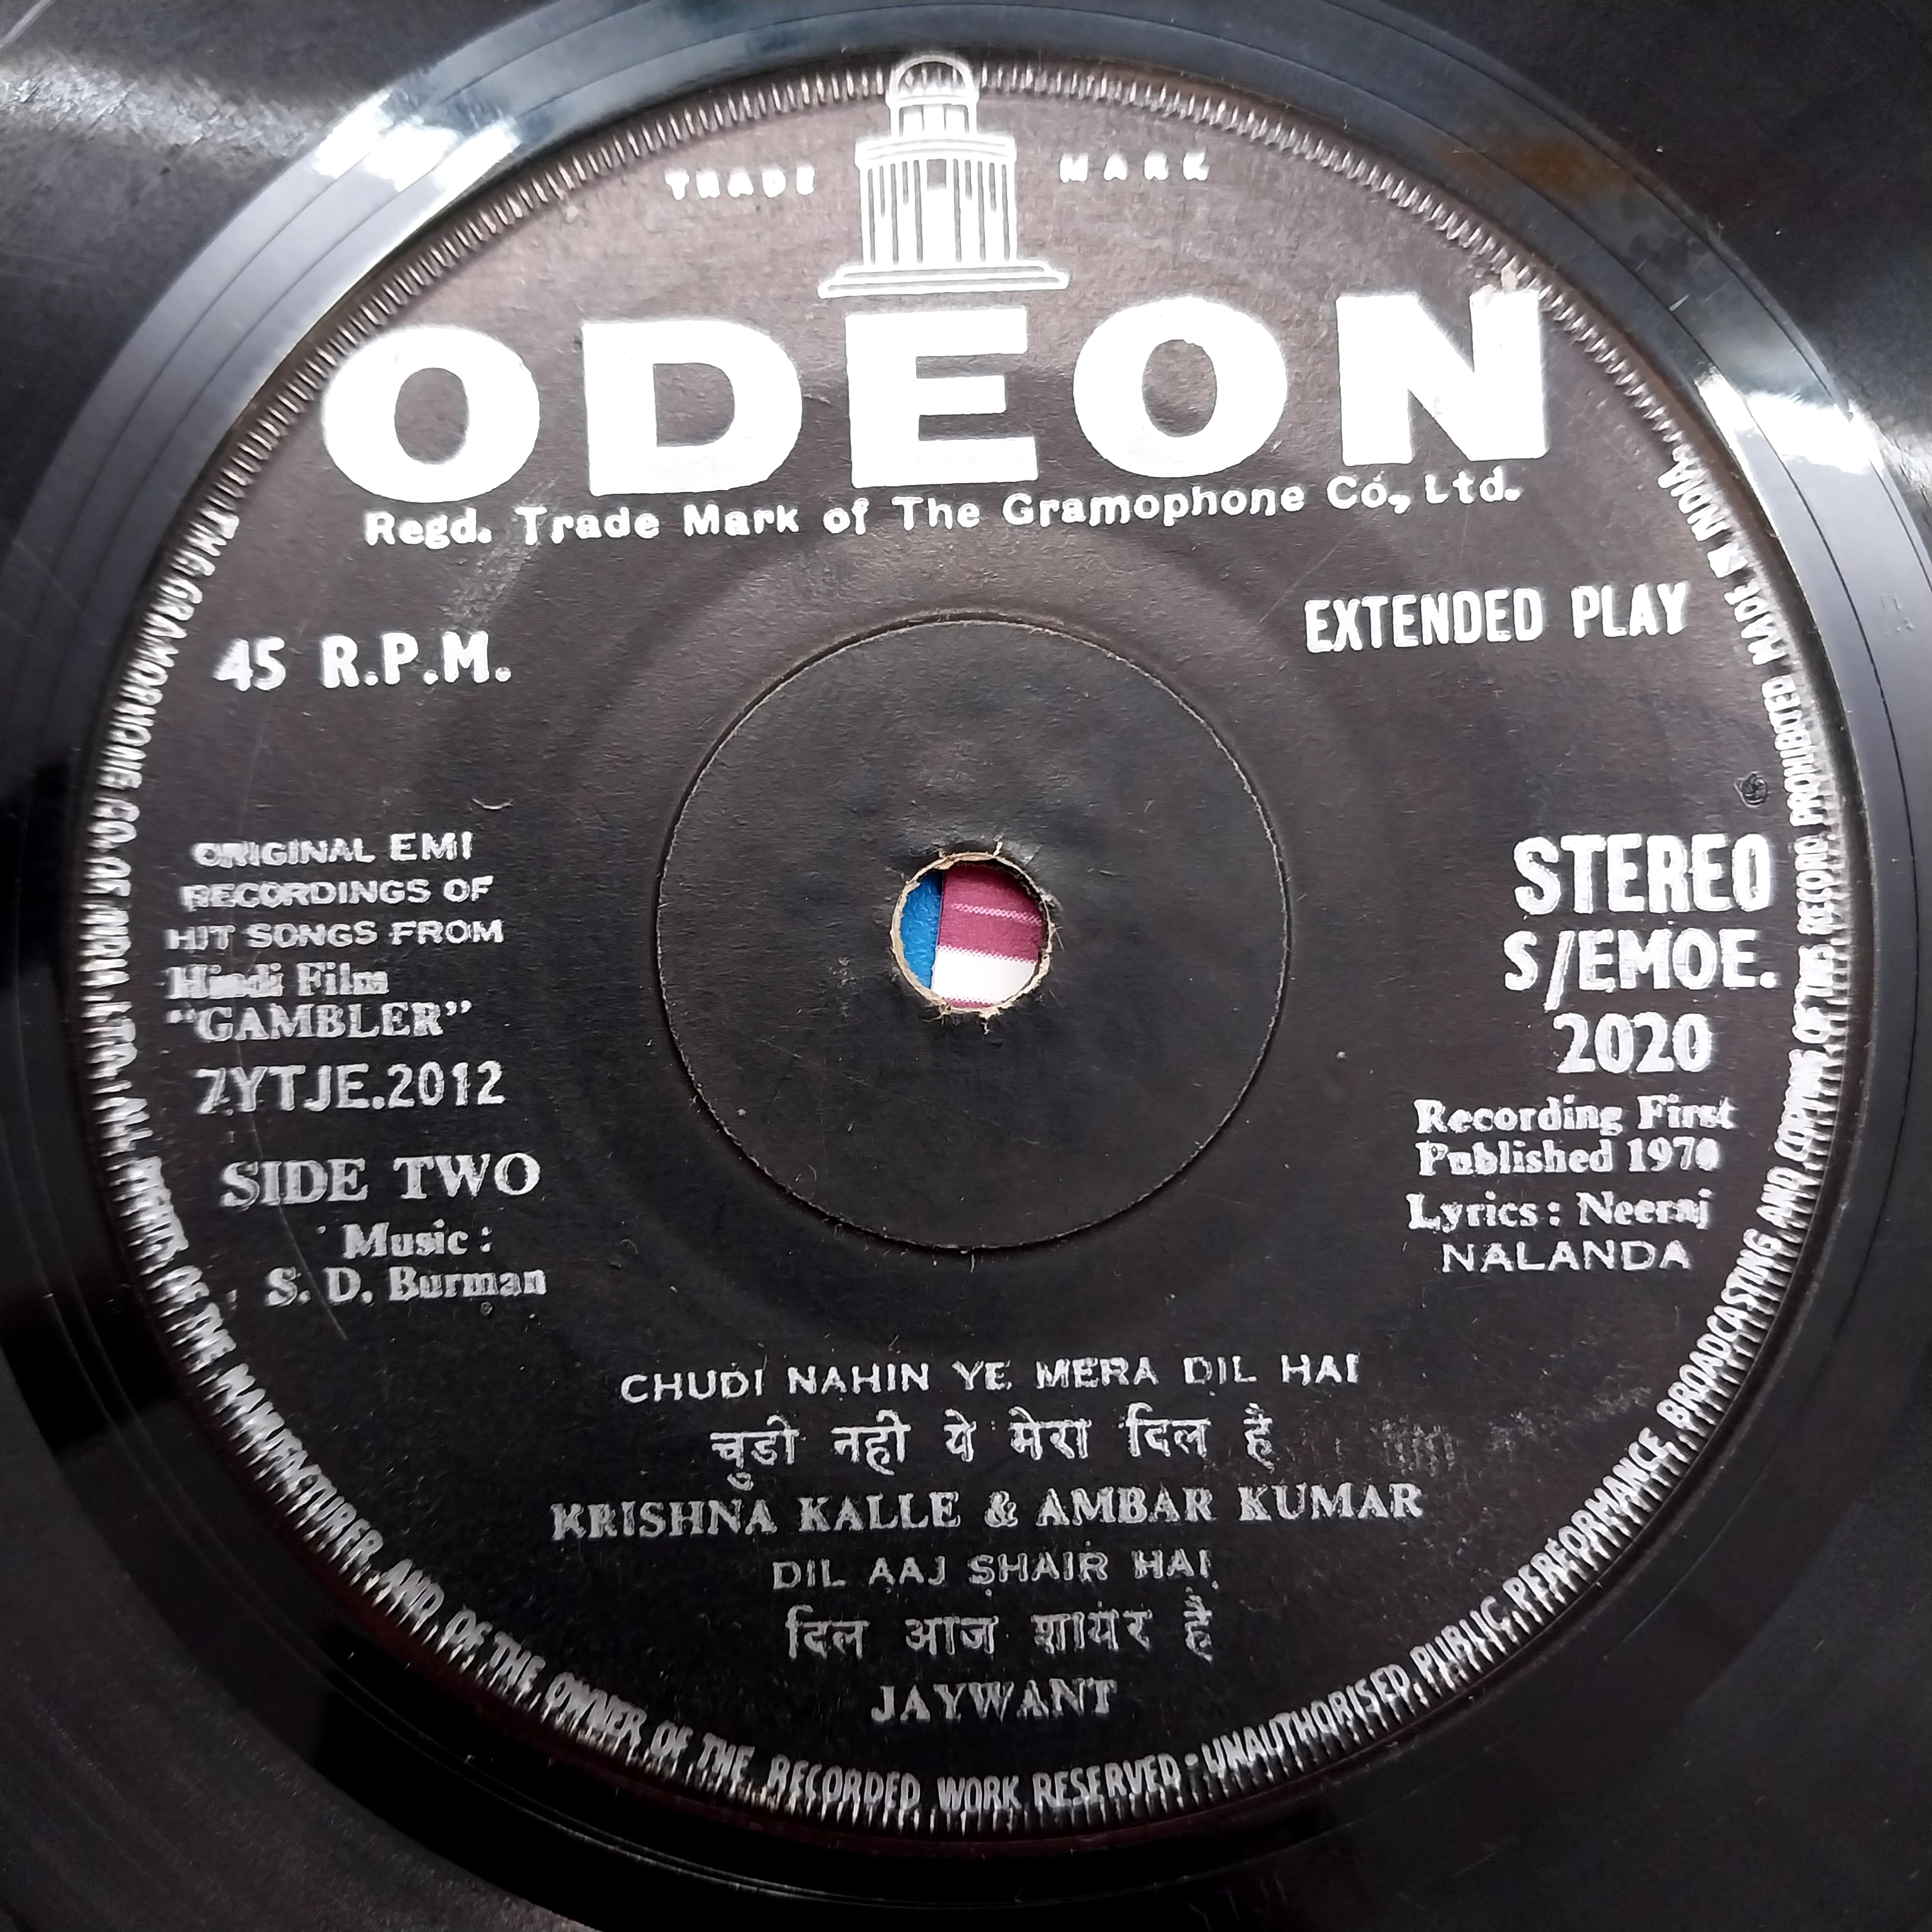 TRADE MARK
ODEON
Regd. Trade Mark of The Gramophone Co., Ltd.
45 R.P.M.
EXTENDED PLAY
ORIGINAL EMI
RECORDINGS OF
HIT SONGS FROM
Hindi Film
"GAMBLER"
7YTJE.2012
SIDE TWO
Music :
S. D. Burman
STEREO
S/EMOE.
2020
Recording First
Published 1970
Lyrics : Neeraj
NALANDA
CHUDI NAHIN YE MERA DIL HAI
चुडी नही ये मेरा दिल है
KRISHNA KALLE & AMBAR KUMAR
DIL AAJ SHAIR HAI
दिल आज शायर है
JAYWANT
THE GRAMOPHONE CO. OF INDIA LTD. ALL RIGHTS OF THE MANUFACTURER AND OF THE OWNER OF THE RECORDED WORK RESERVED • UNAUTHORISED PUBLIC PERFORMANCE BROADCASTING AND COPYING OF THIS RECORD PROHIBITED MADE IN INDIA